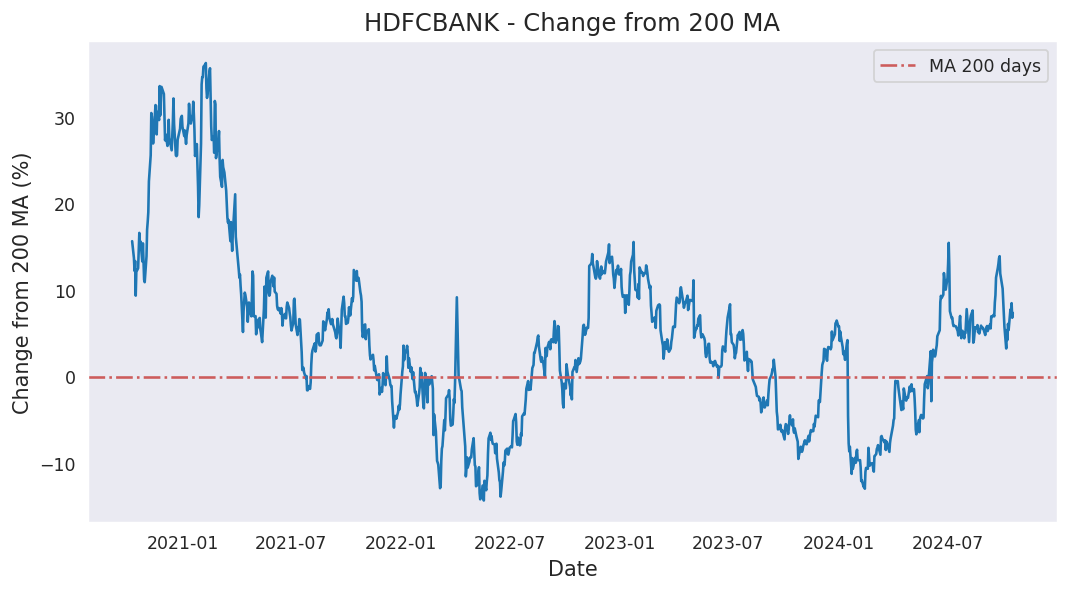 HDFCBANK - Change from 200 MA
MA 200 days
Change from 200 MA (%)
30
20
10
0
−10
2021-01 2021-07 2022-01 2022-07 2023-01 2023-07 2024-01 2024-07
Date